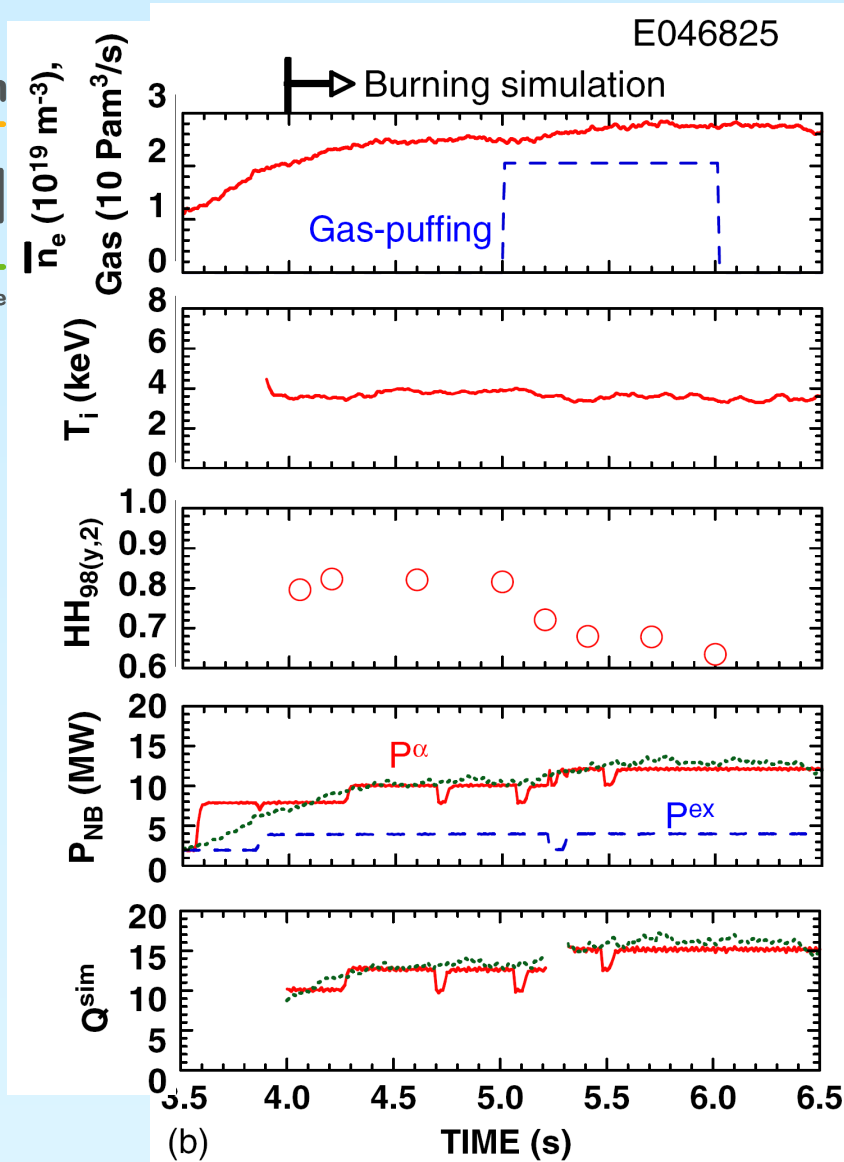 E046825
Burning simulation
n̅e (10¹⁹ m⁻³),
Gas (10 Pam³/s)
3
2
1
0
Gas-puffing
Ti (keV)
8
6
4
2
0
HH98(y,2)
1.0
0.9
0.8
0.7
0.6
PNB (MW)
20
15
10
5
0
Pα
Pex
Qsim
20
15
10
5
0
3.5 4.0 4.5 5.0 5.5 6.0 6.5
(b) TIME (s)